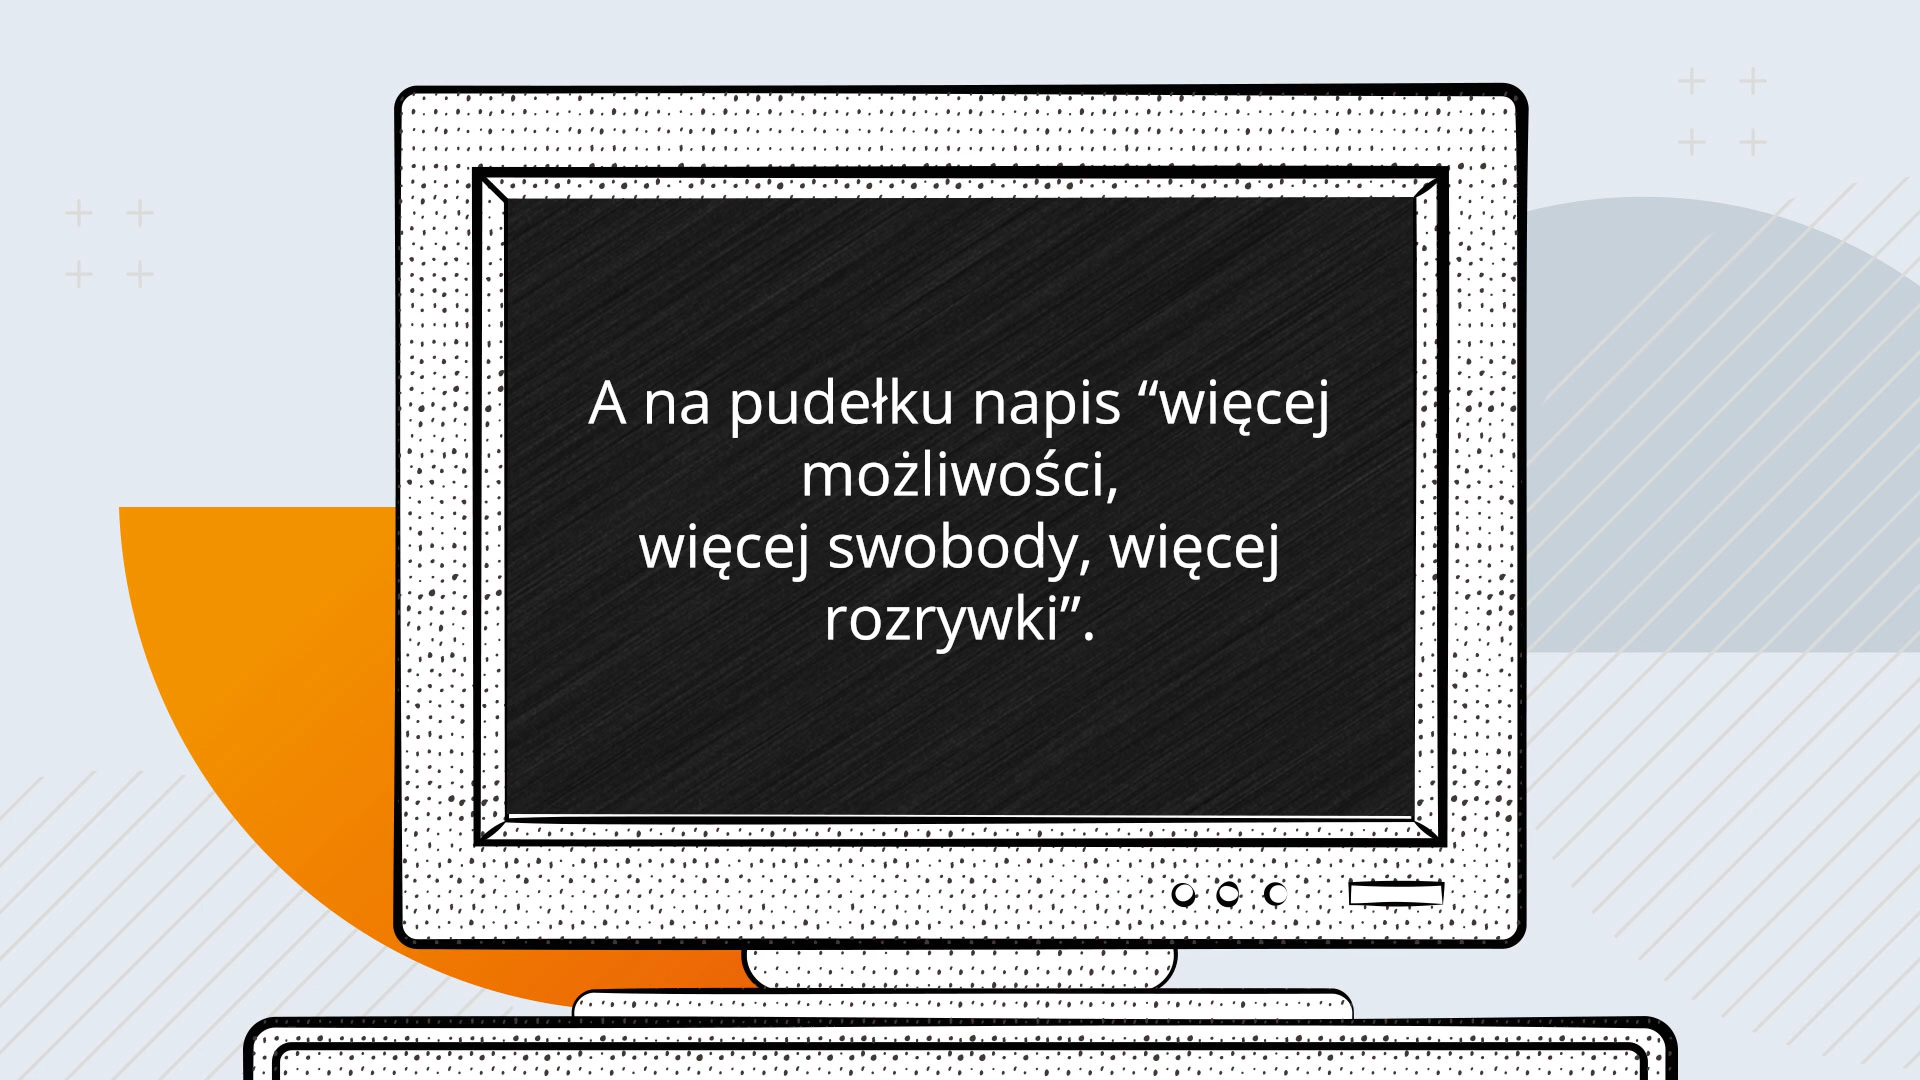 A na pudełku napis “więcej
możliwości,
więcej swobody, więcej
rozrywki”.